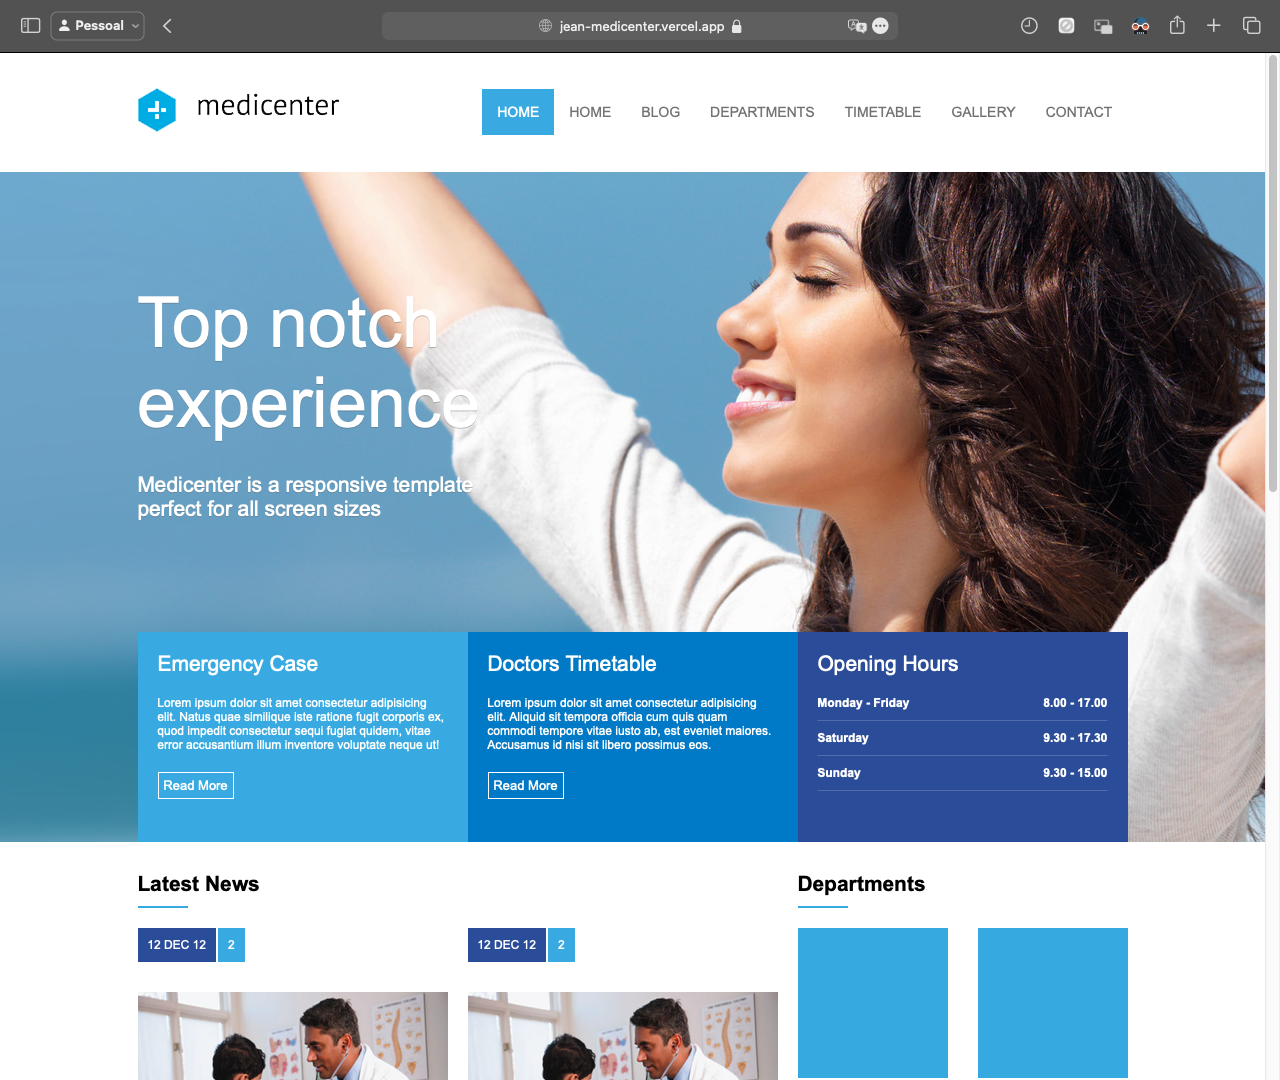 Pessoal
jean-medicenter.vercel.app
medicenter
HOME HOME BLOG DEPARTMENTS TIMETABLE GALLERY CONTACT
Top notch
experience
Medicenter is a responsive template
perfect for all screen sizes
Emergency Case
Lorem ipsum dolor sit amet consectetur adipisicing
elit. Natus quae similique iste ratione fugit corporis ex,
quod impedit consectetur sequi fugiat quidem, vitae
error accusantium illum inventore voluptate neque ut!
Read More
Doctors Timetable
Lorem ipsum dolor sit amet consectetur adipisicing
elit. Aliquid sit tempora officia cum quis quam
commodi tempore vitae iusto ab, est eveniet maiores.
Accusamus id nisi sit libero possimus eos.
Read More
Opening Hours
Monday - Friday 8.00 - 17.00
Saturday 9.30 - 17.30
Sunday 9.30 - 15.00
Latest News
12 DEC 12 2
12 DEC 12 2
Departments